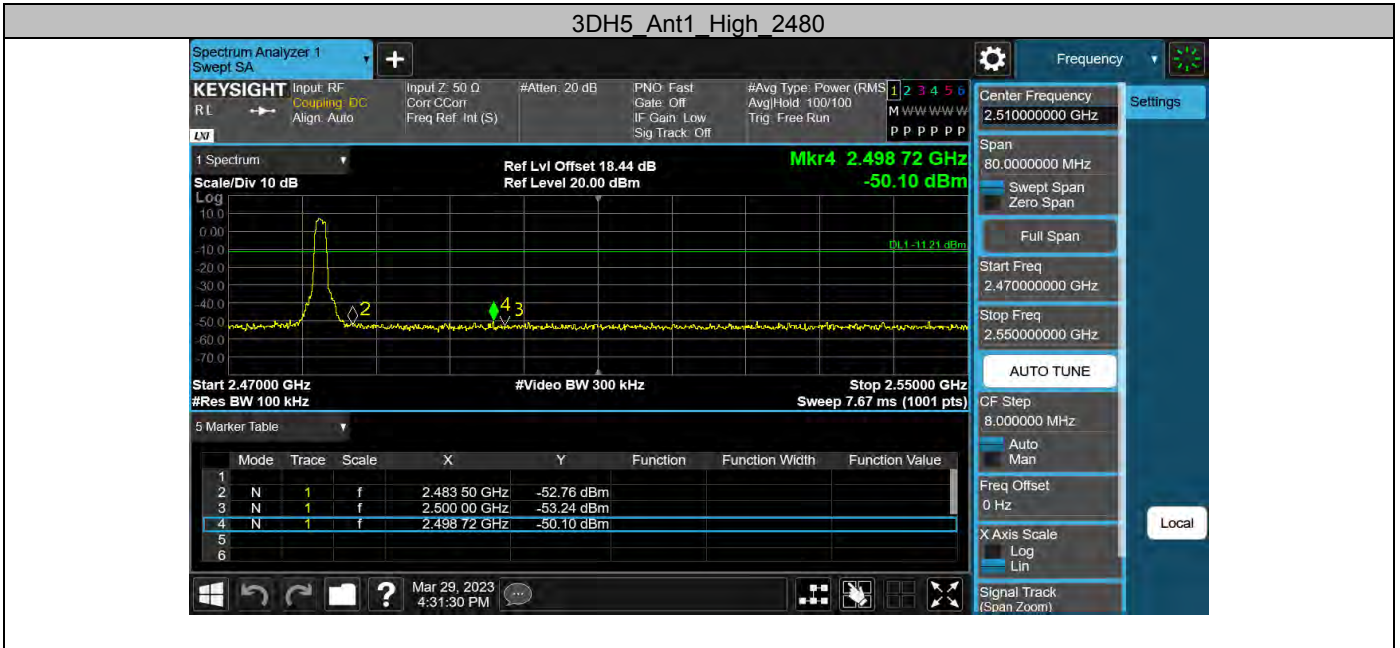 3DH5_Ant1_High_2480
Spectrum Analyzer 1
Swept SA
+
Frequency
KEYSIGHT
RL
LXI
Input: RF
Coupling: DC
Align: Auto
Input Z: 50 Ω
Corr CCorr
Freq Ref: Int (S)
#Atten: 20 dB
PNO: Fast
Gate: Off
IF Gain: Low
Sig Track: Off
#Avg Type: Power (RMS
Avg|Hold: 100/100
Trig: Free Run
1 2 3 4 5 6
M W W W W W
P P P P P P
Center Frequency
2.510000000 GHz
Settings
1 Spectrum
Ref Lvl Offset 18.44 dB
Mkr4 2.498 72 GHz
Scale/Div 10 dB
Ref Level 20.00 dBm
-50.10 dBm
Span
80.0000000 MHz
Swept Span
Zero Span
Full Span
Log
10.0
0.00
-10.0
-20.0
-30.0
-40.0
-50.0
-60.0
-70.0
DL1 -11.21 dBm
2
4
3
Start Freq
2.470000000 GHz
Stop Freq
2.550000000 GHz
AUTO TUNE
Start 2.47000 GHz
#Video BW 300 kHz
Stop 2.55000 GHz
#Res BW 100 kHz
Sweep 7.67 ms (1001 pts)
CF Step
8.000000 MHz
Auto
Man
5 Marker Table
Mode Trace Scale X Y Function Function Width Function Value
1
2 N 1 f 2.483 50 GHz -52.76 dBm
3 N 1 f 2.500 00 GHz -53.24 dBm
4 N 1 f 2.498 72 GHz -50.10 dBm
5
6
Freq Offset
0 Hz
X Axis Scale
Log
Lin
Local
Signal Track
(Span Zoom)
?
Mar 29, 2023
4:31:30 PM